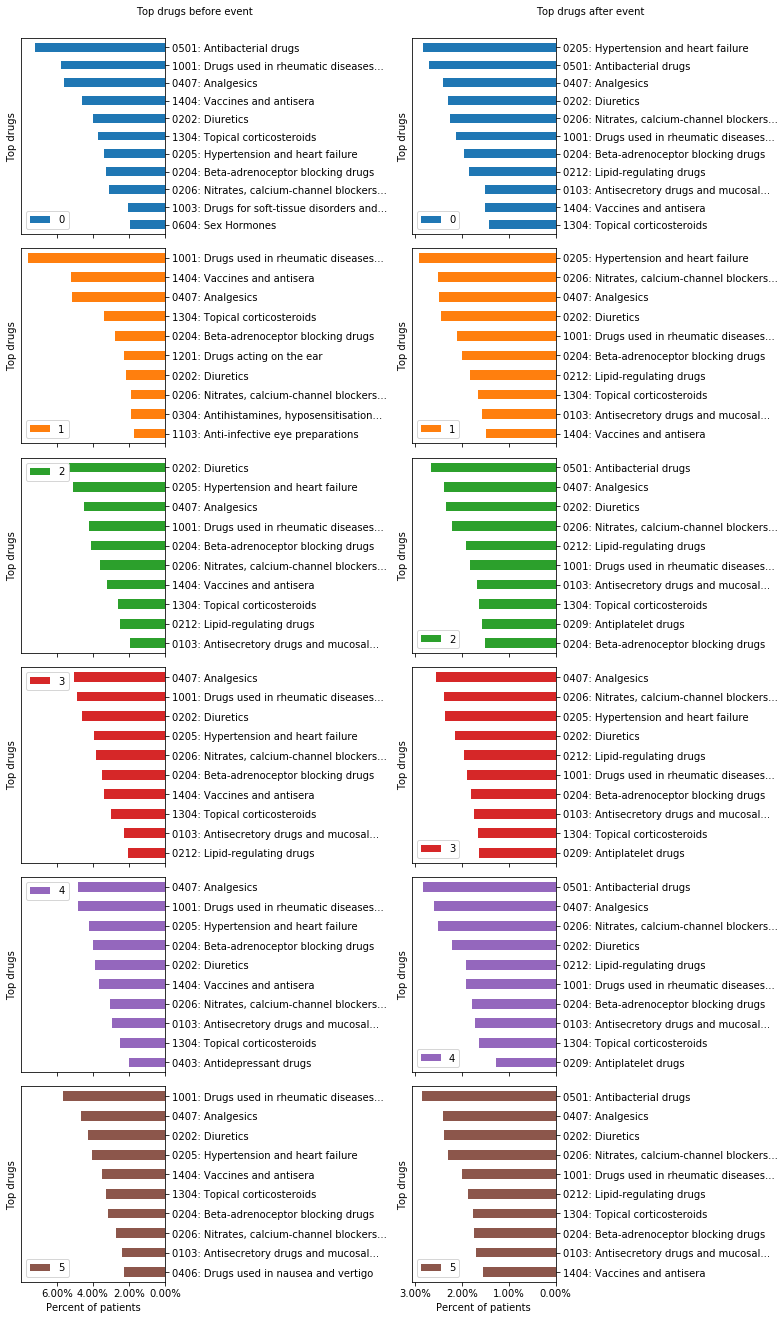 Top drugs before event
Top drugs
0501: Antibacterial drugs
1001: Drugs used in rheumatic diseases...
0407: Analgesics
1404: Vaccines and antisera
0202: Diuretics
1304: Topical corticosteroids
0205: Hypertension and heart failure
0204: Beta-adrenoceptor blocking drugs
0206: Nitrates, calcium-channel blockers...
1003: Drugs for soft-tissue disorders and...
0604: Sex Hormones
0
Top drugs
1001: Drugs used in rheumatic diseases...
1404: Vaccines and antisera
0407: Analgesics
1304: Topical corticosteroids
0204: Beta-adrenoceptor blocking drugs
1201: Drugs acting on the ear
0202: Diuretics
0206: Nitrates, calcium-channel blockers...
0304: Antihistamines, hyposensitisation...
1103: Anti-infective eye preparations
1
Top drugs
2
0202: Diuretics
0205: Hypertension and heart failure
0407: Analgesics
1001: Drugs used in rheumatic diseases...
0204: Beta-adrenoceptor blocking drugs
0206: Nitrates, calcium-channel blockers...
1404: Vaccines and antisera
1304: Topical corticosteroids
0212: Lipid-regulating drugs
0103: Antisecretory drugs and mucosal...
Top drugs
3
0407: Analgesics
1001: Drugs used in rheumatic diseases...
0202: Diuretics
0205: Hypertension and heart failure
0206: Nitrates, calcium-channel blockers...
0204: Beta-adrenoceptor blocking drugs
1404: Vaccines and antisera
1304: Topical corticosteroids
0103: Antisecretory drugs and mucosal...
0212: Lipid-regulating drugs
Top drugs
4
0407: Analgesics
1001: Drugs used in rheumatic diseases...
0205: Hypertension and heart failure
0204: Beta-adrenoceptor blocking drugs
0202: Diuretics
1404: Vaccines and antisera
0206: Nitrates, calcium-channel blockers...
0103: Antisecretory drugs and mucosal...
1304: Topical corticosteroids
0403: Antidepressant drugs
Top drugs
1001: Drugs used in rheumatic diseases...
0407: Analgesics
0202: Diuretics
0205: Hypertension and heart failure
1404: Vaccines and antisera
1304: Topical corticosteroids
0204: Beta-adrenoceptor blocking drugs
0206: Nitrates, calcium-channel blockers...
0103: Antisecretory drugs and mucosal...
0406: Drugs used in nausea and vertigo
5
6.00% 4.00% 2.00% 0.00%
Percent of patients
Top drugs after event
Top drugs
0205: Hypertension and heart failure
0501: Antibacterial drugs
0407: Analgesics
0202: Diuretics
0206: Nitrates, calcium-channel blockers...
1001: Drugs used in rheumatic diseases...
0204: Beta-adrenoceptor blocking drugs
0212: Lipid-regulating drugs
0103: Antisecretory drugs and mucosal...
1404: Vaccines and antisera
1304: Topical corticosteroids
0
Top drugs
0205: Hypertension and heart failure
0206: Nitrates, calcium-channel blockers...
0407: Analgesics
0202: Diuretics
1001: Drugs used in rheumatic diseases...
0204: Beta-adrenoceptor blocking drugs
0212: Lipid-regulating drugs
1304: Topical corticosteroids
0103: Antisecretory drugs and mucosal...
1404: Vaccines and antisera
1
Top drugs
0501: Antibacterial drugs
0407: Analgesics
0202: Diuretics
0206: Nitrates, calcium-channel blockers...
0212: Lipid-regulating drugs
1001: Drugs used in rheumatic diseases...
0103: Antisecretory drugs and mucosal...
1304: Topical corticosteroids
0209: Antiplatelet drugs
0204: Beta-adrenoceptor blocking drugs
2
Top drugs
0407: Analgesics
0206: Nitrates, calcium-channel blockers...
0205: Hypertension and heart failure
0202: Diuretics
0212: Lipid-regulating drugs
1001: Drugs used in rheumatic diseases...
0204: Beta-adrenoceptor blocking drugs
0103: Antisecretory drugs and mucosal...
1304: Topical corticosteroids
0209: Antiplatelet drugs
3
Top drugs
0501: Antibacterial drugs
0407: Analgesics
0206: Nitrates, calcium-channel blockers...
0202: Diuretics
0212: Lipid-regulating drugs
1001: Drugs used in rheumatic diseases...
0204: Beta-adrenoceptor blocking drugs
0103: Antisecretory drugs and mucosal...
1304: Topical corticosteroids
0209: Antiplatelet drugs
4
Top drugs
0501: Antibacterial drugs
0407: Analgesics
0202: Diuretics
0206: Nitrates, calcium-channel blockers...
1001: Drugs used in rheumatic diseases...
0212: Lipid-regulating drugs
1304: Topical corticosteroids
0204: Beta-adrenoceptor blocking drugs
0103: Antisecretory drugs and mucosal...
1404: Vaccines and antisera
5
3.00% 2.00% 1.00% 0.00%
Percent of patients